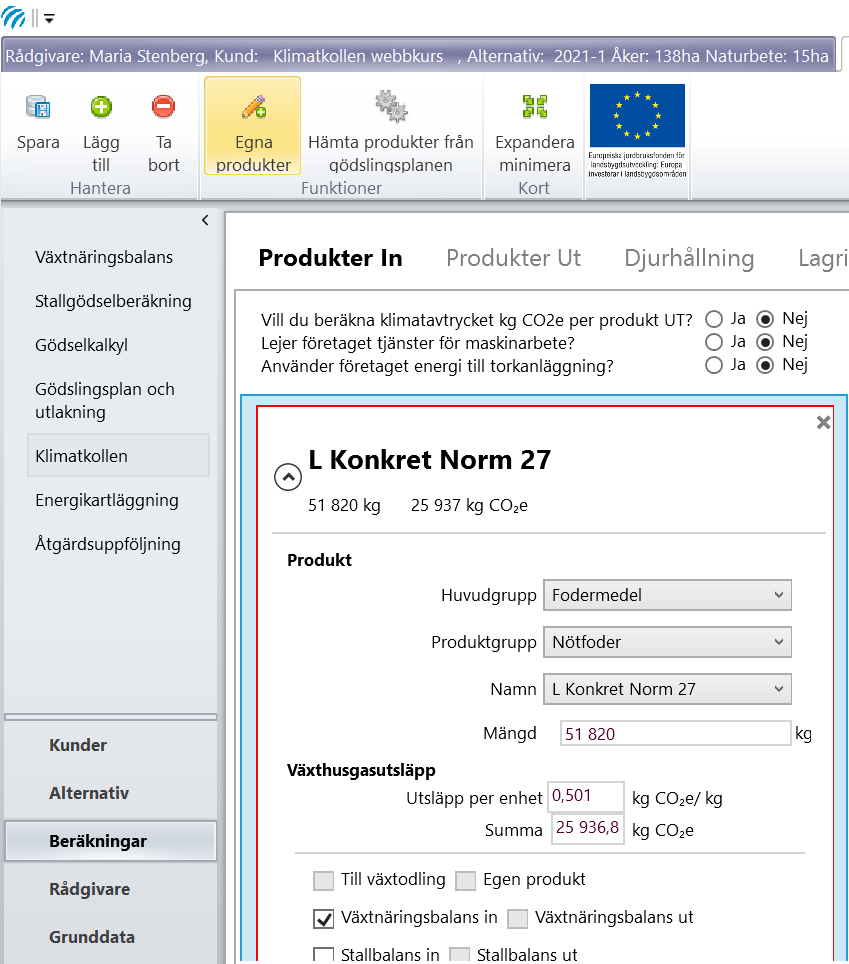 Rådgivare: Maria Stenberg, Kund: Klimatkollen webbkurs , Alternativ: 2021-1 Åker: 138ha Naturbete: 15ha
Spara
Lägg
till
Ta
bort
Hantera
Egna
produkter
Hämta produkter från
gödslingsplanen
Funktioner
Expandera
minimera
Kort
Europeiska jordbruksfonden för
landsbygdsutveckling: Europa
investerar i landsbygdsområden
Växtnäringsbalans
Stallgödselberäkning
Gödselkalkyl
Gödslingsplan och
utlakning
Klimatkollen
Energikartläggning
Åtgärdsuppföljning
Kunder
Alternativ
Beräkningar
Rådgivare
Grunddata
Produkter In Produkter Ut Djurhållning Lagri
Vill du beräkna klimatavtrycket kg CO2e per produkt UT? Ja Nej
Lejer företaget tjänster för maskinarbete? Ja Nej
Använder företaget energi till torkanläggning? Ja Nej
L Konkret Norm 27
51 820 kg 25 937 kg CO₂e
Produkt
Huvudgrupp Fodermedel
Produktgrupp Nötfoder
Namn L Konkret Norm 27
Mängd 51 820 kg
Växthusgasutsläpp
Utsläpp per enhet 0,501 kg CO₂e/ kg
Summa 25 936,8 kg CO₂e
Till växtodling Egen produkt
Växtnäringsbalans in Växtnäringsbalans ut
Stallbalans in Stallbalans ut